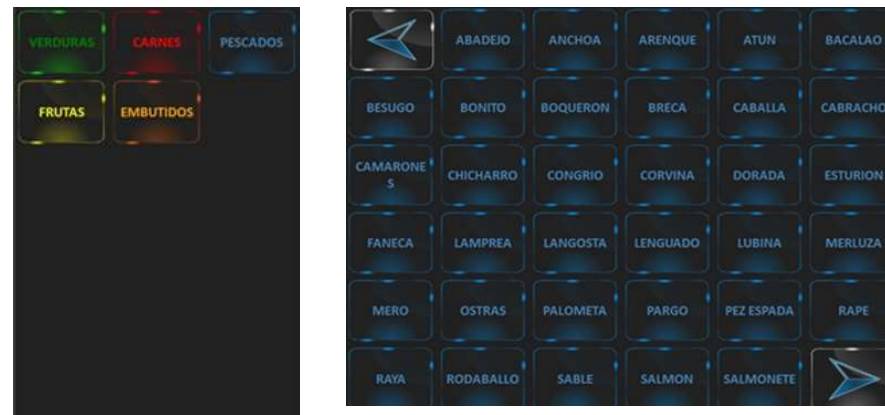 VERDURAS CARNES PESCADOS
FRUTAS EMBUTIDOS
ABADEJO ANCHOA ARENQUE ATUN BACALAO
BESUGO BONITO BOQUERON BRECA CABALLA CABRACHO
CAMARONE
S CHICHARRO CONGRIO CORVINA DORADA ESTURION
FANECA LAMPREA LANGOSTA LENGUADO LUBINA MERLUZA
MERO OSTRAS PALOMETA PARGO PEZ ESPADA RAPE
RAYA RODABALLO SABLE SALMON SALMONETE